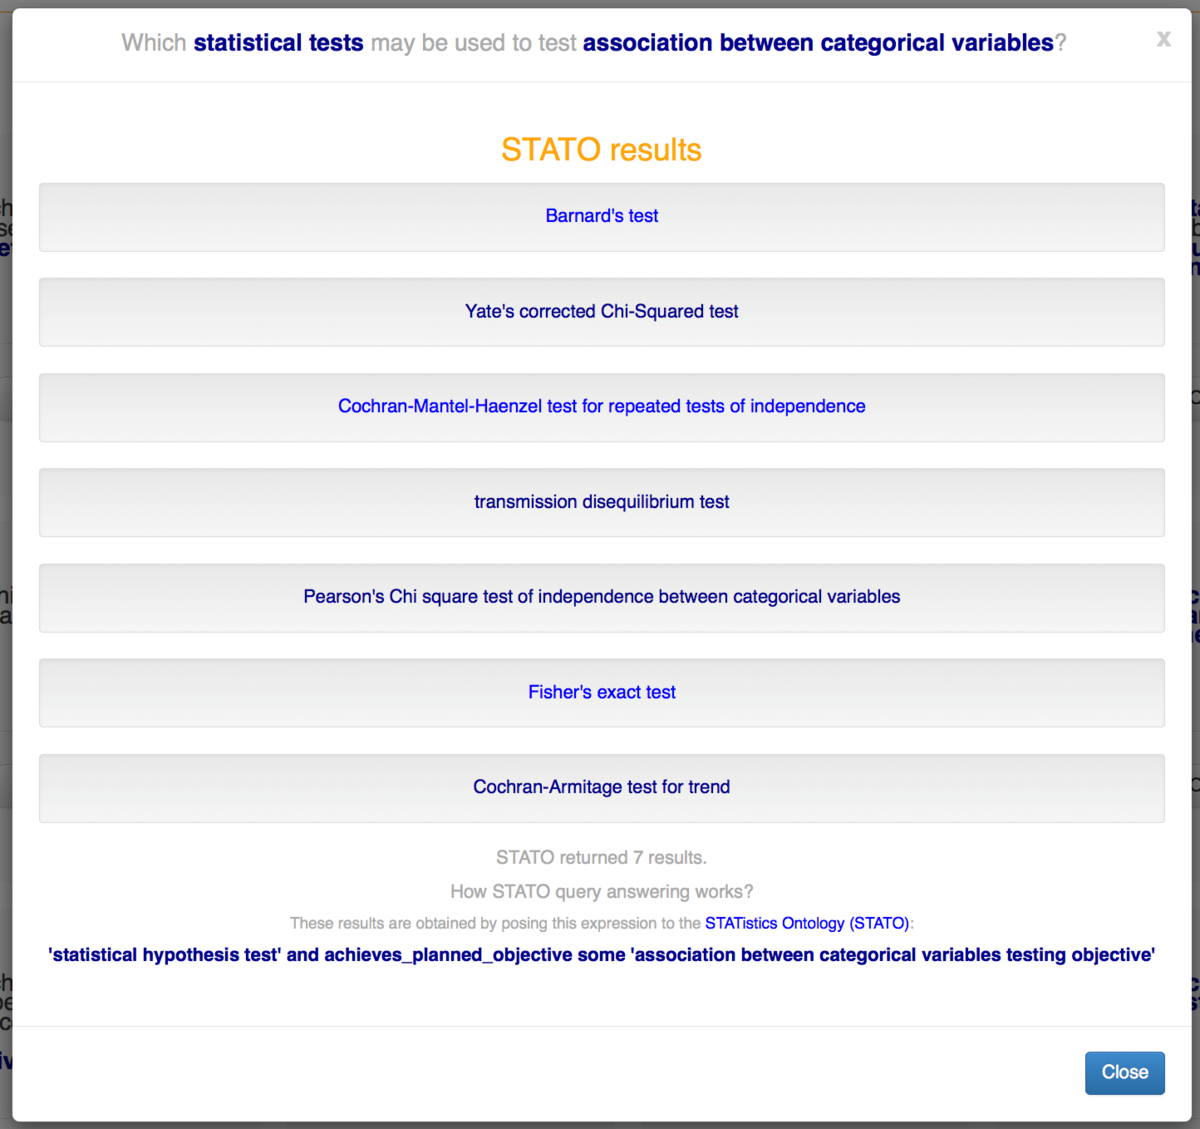 Which statistical tests may be used to test association between categorical variables?
x
STATO results
Barnard's test
Yate's corrected Chi-Squared test
Cochran-Mantel-Haenzel test for repeated tests of independence
transmission disequilibrium test
Pearson's Chi square test of independence between categorical variables
Fisher's exact test
Cochran-Armitage test for trend
STATO returned 7 results.
How STATO query answering works?
These results are obtained by posing this expression to the STATistics Ontology (STATO):
'statistical hypothesis test' and achieves_planned_objective some 'association between categorical variables testing objective'
Close